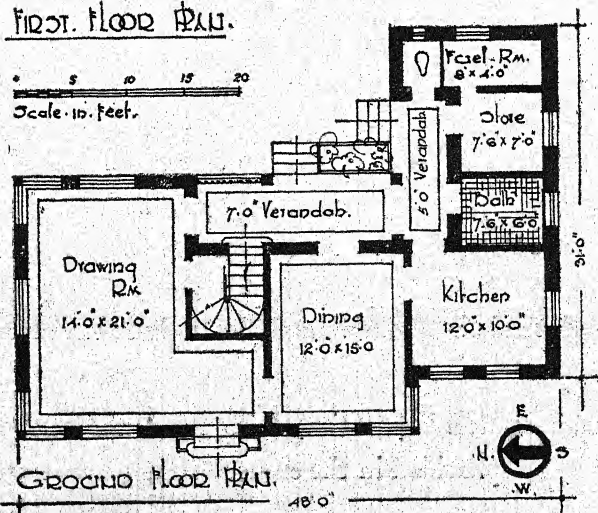 FIRST. FLOOR PLAN.
0 5 10 15 20
Scale. in. feet.
Fuel. Rm.
8' x 4'.0"
Store
7'.6" x 7'.0"
5'.0" Verandah
Bath
7'.6" x 6'.0"
7'.0" Verandah.
Drawing
RM
14'.0" x 21'.0"
Dining
12'.0" x 15.0
Kitchen
12'.0" x 10'.0"
31'.0"
E
N. S
.W.
GROUND FLOOR PLAN.
48'.0"